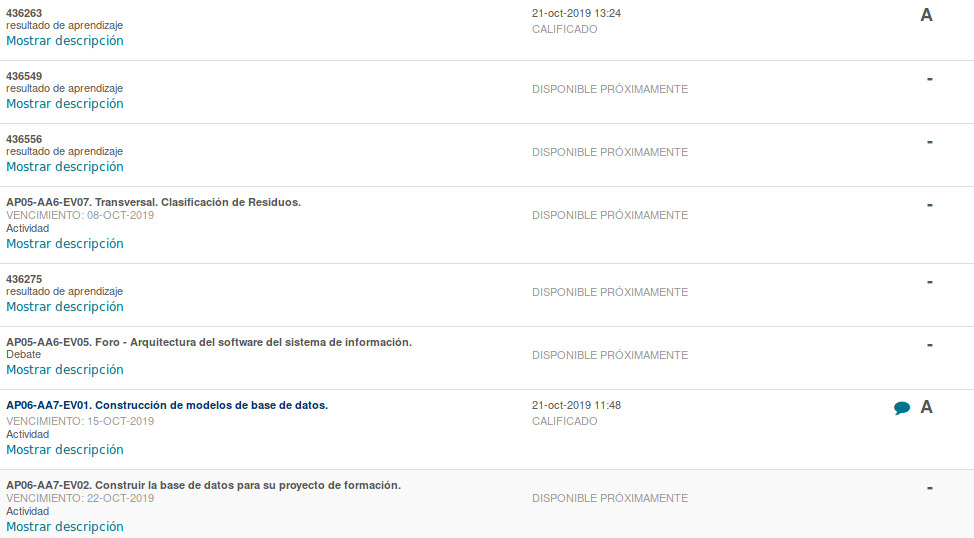 436263
21-oct-2019 13:24
A
resultado de aprendizaje
CALIFICADO
Mostrar descripción
436549
-
resultado de aprendizaje
DISPONIBLE PRÓXIMAMENTE
Mostrar descripción
436556
-
resultado de aprendizaje
DISPONIBLE PRÓXIMAMENTE
Mostrar descripción
AP05-AA6-EV07. Transversal. Clasificación de Residuos.
-
VENCIMIENTO: 08-OCT-2019
DISPONIBLE PRÓXIMAMENTE
Actividad
Mostrar descripción
436275
-
resultado de aprendizaje
DISPONIBLE PRÓXIMAMENTE
Mostrar descripción
AP05-AA6-EV05. Foro - Arquitectura del software del sistema de información.
-
Debate
DISPONIBLE PRÓXIMAMENTE
Mostrar descripción
AP06-AA7-EV01. Construcción de modelos de base de datos.
21-oct-2019 11:48
A
VENCIMIENTO: 15-OCT-2019
CALIFICADO
Actividad
Mostrar descripción
AP06-AA7-EV02. Construir la base de datos para su proyecto de formación.
-
VENCIMIENTO: 22-OCT-2019
DISPONIBLE PRÓXIMAMENTE
Actividad
Mostrar descripción